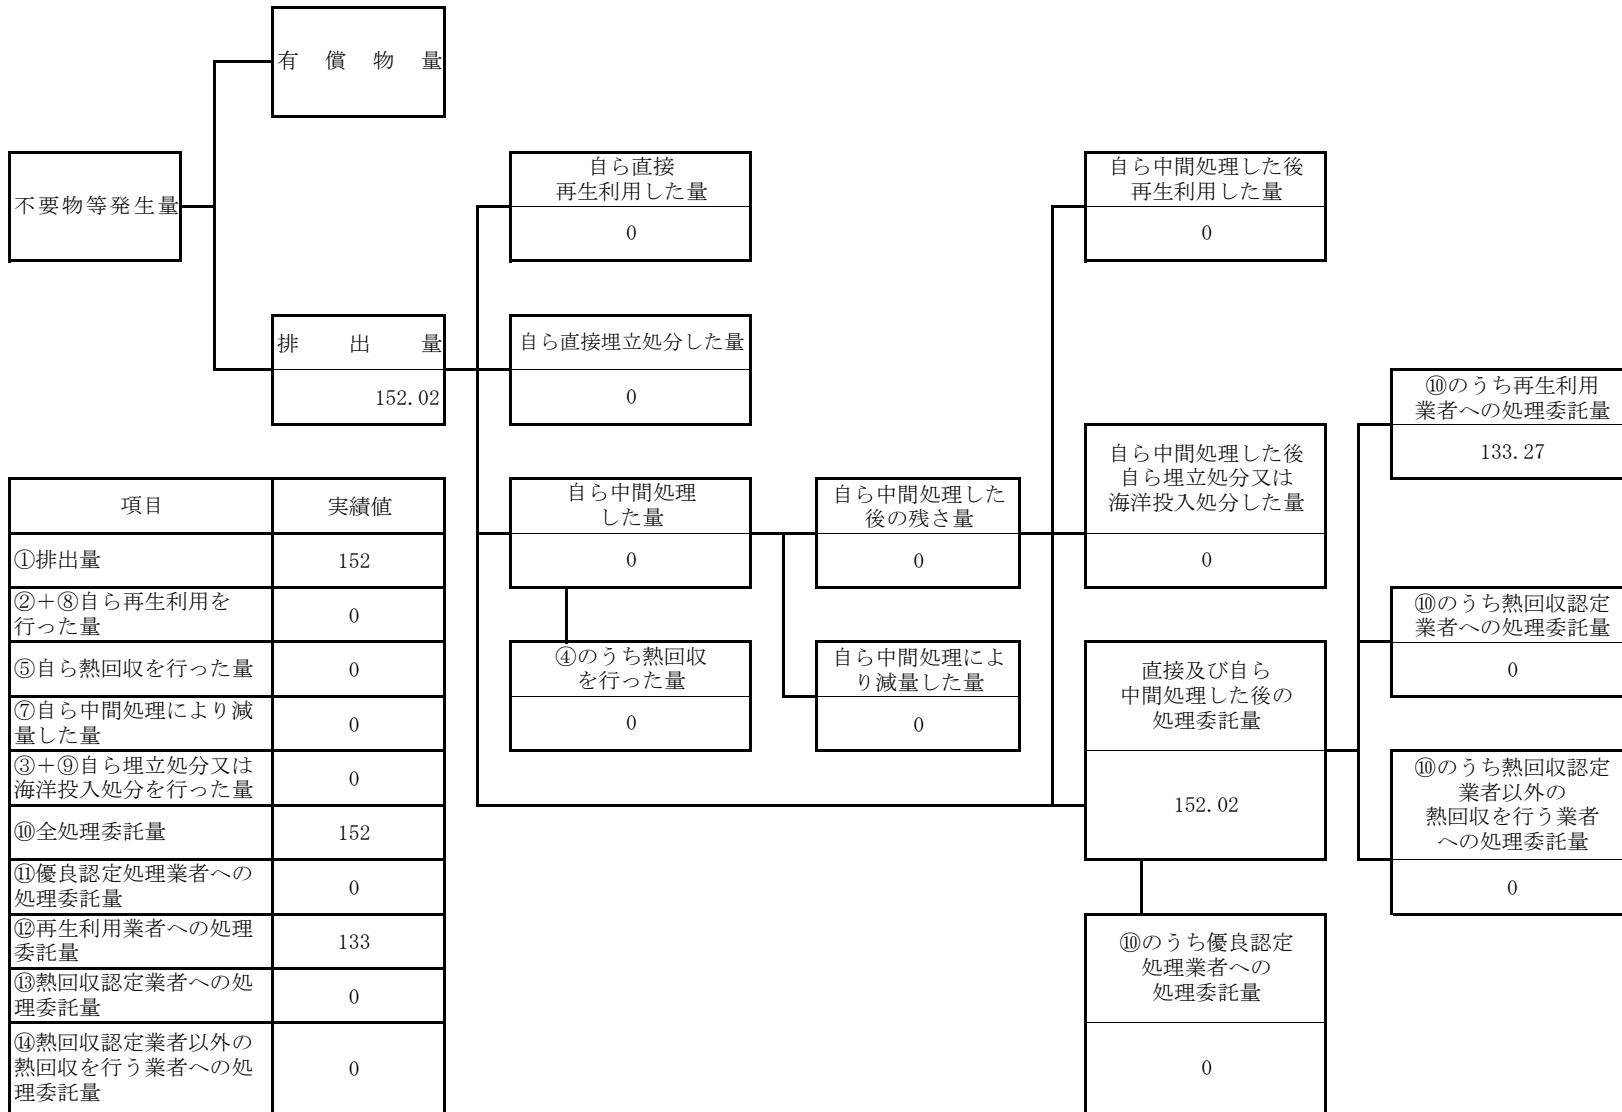 有償物量
不要物等発生量
自ら直接
再生利用した量
0
自ら中間処理した後
再生利用した量
0
排出量
152.02
自ら直接埋立処分した量
0
⑩のうち再生利用
業者への処理委託量
133.27
自ら中間処理した後
自ら埋立処分又は
海洋投入処分した量
0
自ら中間処理
した量
0
自ら中間処理した
後の残さ量
0
⑩のうち熱回収認定
業者への処理委託量
0
④のうち熱回収
を行った量
0
自ら中間処理によ
り減量した量
0
直接及び自ら
中間処理した後の
処理委託量
152.02
⑩のうち熱回収認定
業者以外の
熱回収を行う業者
への処理委託量
0
⑩のうち優良認定
処理業者への
処理委託量
0
項目 実績値
①排出量 152
②+⑧自ら再生利用を
行った量 0
⑤自ら熱回収を行った量 0
⑦自ら中間処理により減
量した量 0
③+⑨自ら埋立処分又は
海洋投入処分を行った量 0
⑩全処理委託量 152
⑪優良認定処理業者への
処理委託量 0
⑫再生利用業者への処理
委託量 133
⑬熱回収認定業者への処
理委託量 0
⑭熱回収認定業者以外の
熱回収を行う業者への処
理委託量 0